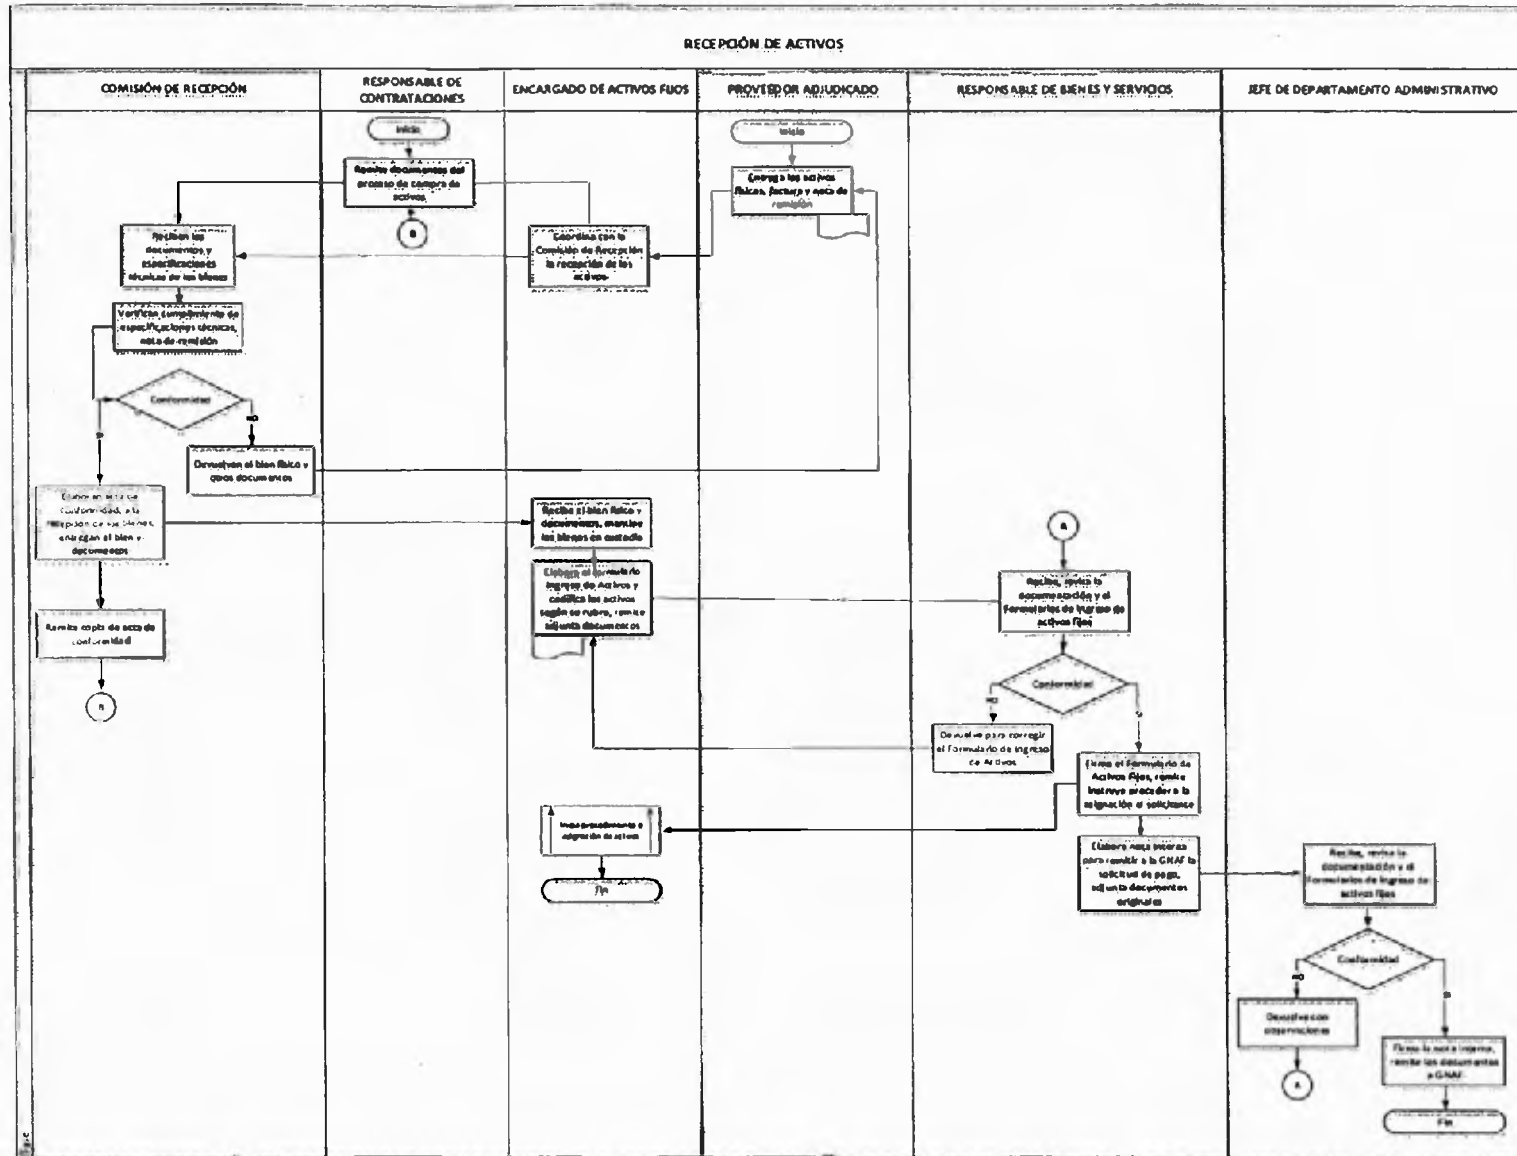 RECEPCIÓN DE ACTIVOS
COMISIÓN DE RECEPCIÓN
RESPONSABLE DE
CONTRATACIONES
ENCARGADO DE ACTIVOS FIJOS
PROVEEDOR ADJUDICADO
RESPONSABLE DE BIENES Y SERVICIOS
JEFE DE DEPARTAMENTO ADMINISTRATIVO
Inicio
Remite documentos del
proceso de compra de
activos
B
Inicio
Entrega los activos
físicos, factura y nota de
remisión
Coordina con la
Comisión de Recepción
la recepción de los
activos
Reciben los
documentos y
especificaciones
técnicas de los bienes
Verifican cumplimiento de
especificaciones técnicas,
nota de remisión
Conformidad
NO
SI
Devuelven el bien físico y
otros documentos
Elaboran acta de
conformidad, a la
recepción de los bienes,
entregan el bien y
documentos
Remite copia de acta de
conformidad
B
Recibe el bien físico y
documentos, mantiene
los bienes en custodia
Elabora el formulario
Ingreso de Activos y
codifica los activos
según su rubro, remite
adjunta documentos
A
Recibe, revisa la
documentación y el
Formularios de Ingreso de
activos fijos
Conformidad
NO
SI
Devuelve para corregir
el Formulario de Ingreso
de Activos
Firma el Formulario de
Activos Fijos, remite
instruye proceder a la
asignación al solicitante
Inicia procedimiento a
asignación de activos
Fin
Elabora nota interna
para remitir a la GNAF la
solicitud de pago,
adjunta documentos
originales
Recibe, revisa la
documentación y el
Formularios de Ingreso de
activos fijos
Conformidad
NO
SI
Devuelve con
observaciones
A
Firma la nota interna,
remite los documentos
a GNAF
Fin